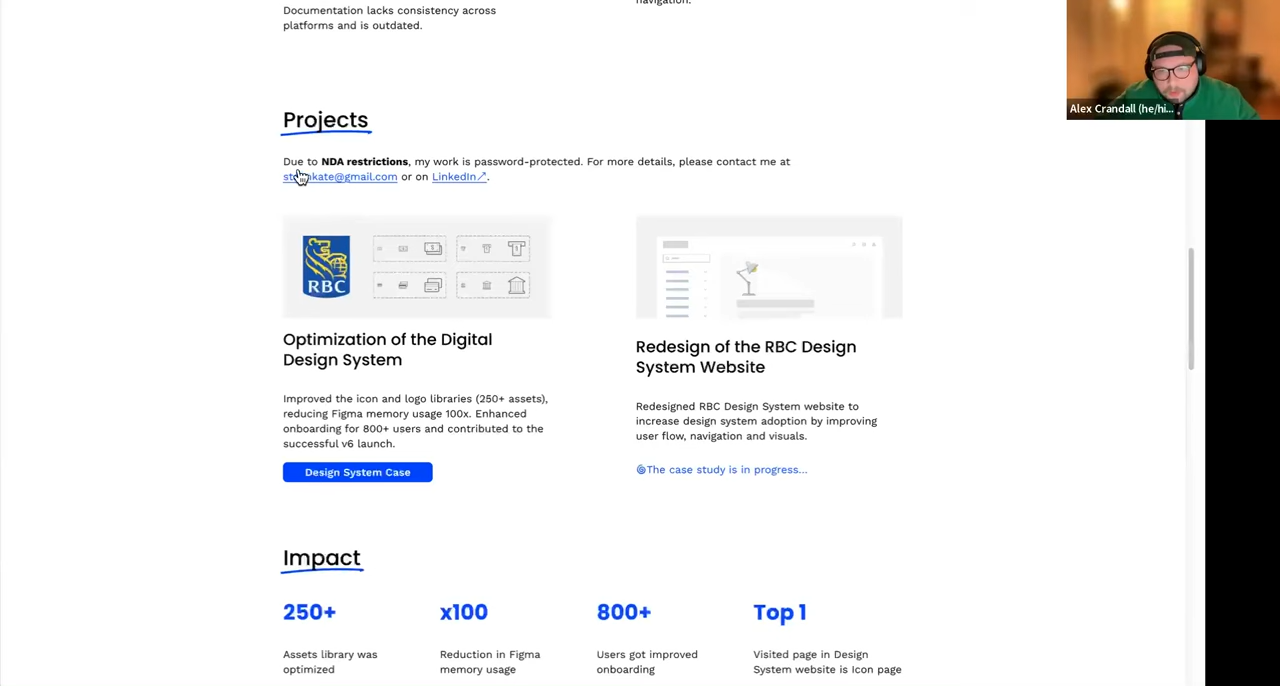 Documentation lacks consistency across
platforms and is outdated.
navigation.
Alex Crandall (he/hi...
Projects
Due to NDA restrictions, my work is password-protected. For more details, please contact me at
or on LinkedIn↗.
RBC
Optimization of the Digital
Design System
Improved the icon and logo libraries (250+ assets),
reducing Figma memory usage 100x. Enhanced
onboarding for 800+ users and contributed to the
successful v6 launch.
Design System Case
Redesign of the RBC Design
System Website
Redesigned RBC Design System website to
increase design system adoption by improving
user flow, navigation and visuals.
The case study is in progress...
Impact
250+
Assets library was
optimized
x100
Reduction in Figma
memory usage
800+
Users got improved
onboarding
Top 1
Visited page in Design
System website is Icon page